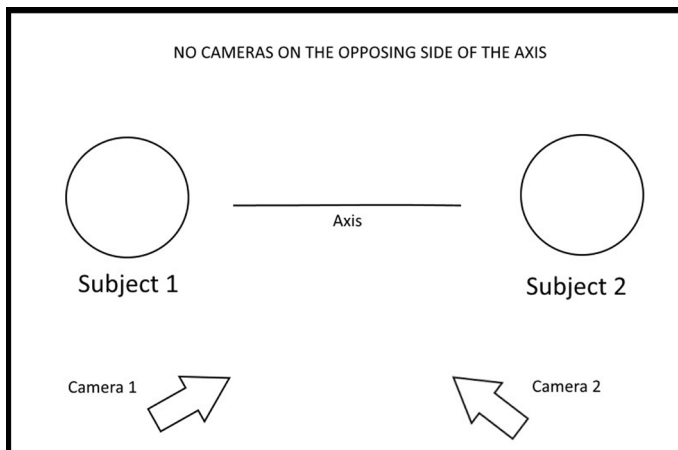 NO CAMERAS ON THE OPPOSING SIDE OF THE AXIS
Axis
Subject 1
Subject 2
Camera 1
Camera 2